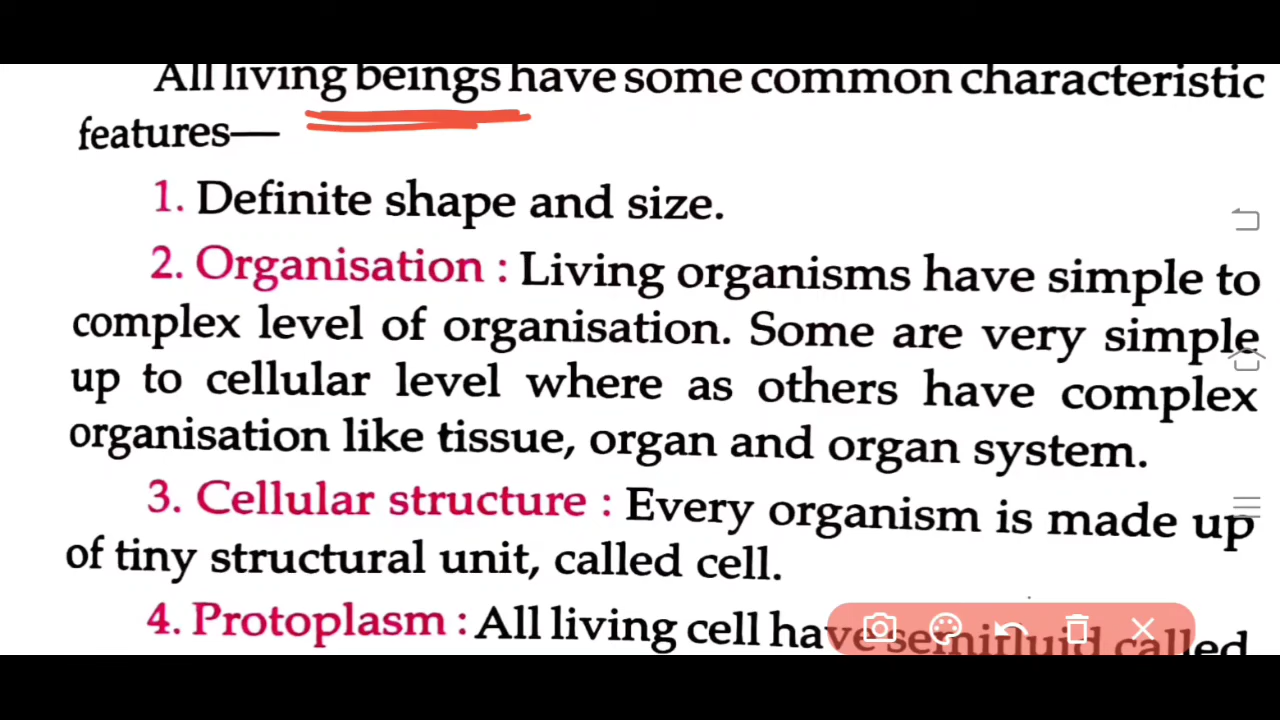 All living beings have some common characteristic
features—
1. Definite shape and size.
2. Organisation : Living organisms have simple to
complex level of organisation. Some are very simple
up to cellular level where as others have complex
organisation like tissue, organ and organ system.
3. Cellular structure : Every organism is made up
of tiny structural unit, called cell.
4. Protoplasm : All living cell have semifluid called